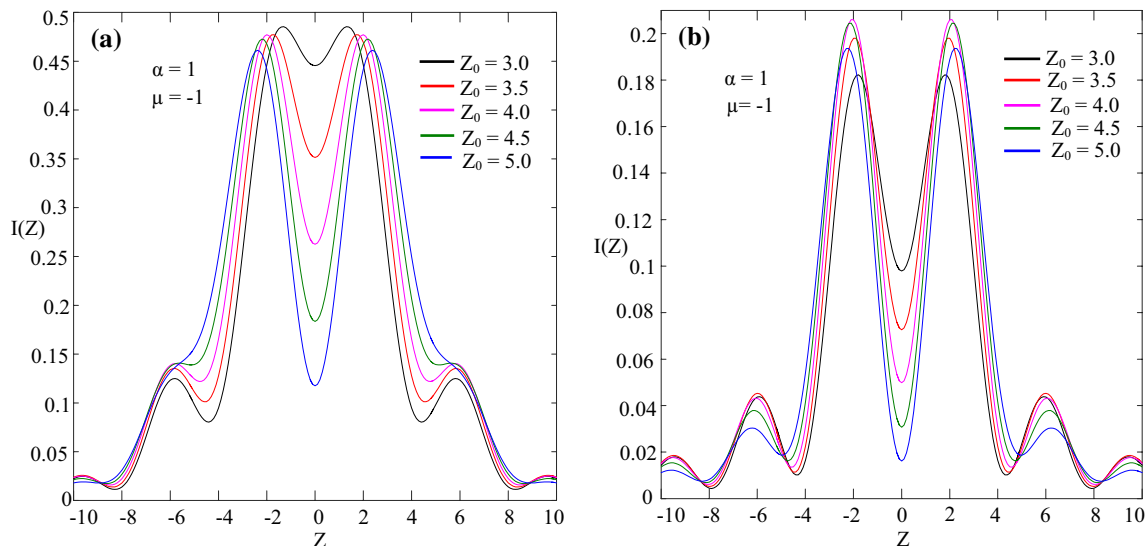 (a)
α = 1
μ = -1
Z₀ = 3.0
Z₀ = 3.5
Z₀ = 4.0
Z₀ = 4.5
Z₀ = 5.0
I(Z)
0.5
0.45
0.4
0.35
0.3
0.25
0.2
0.15
0.1
0.05
0
-10 -8 -6 -4 -2 0 2 4 6 8 10
Z
(b)
α = 1
μ = -1
Z₀ = 3.0
Z₀ = 3.5
Z₀ = 4.0
Z₀ = 4.5
Z₀ = 5.0
I(Z)
0.2
0.18
0.16
0.14
0.12
0.1
0.08
0.06
0.04
0.02
0
-10 -8 -6 -4 -2 0 2 4 6 8 10
Z